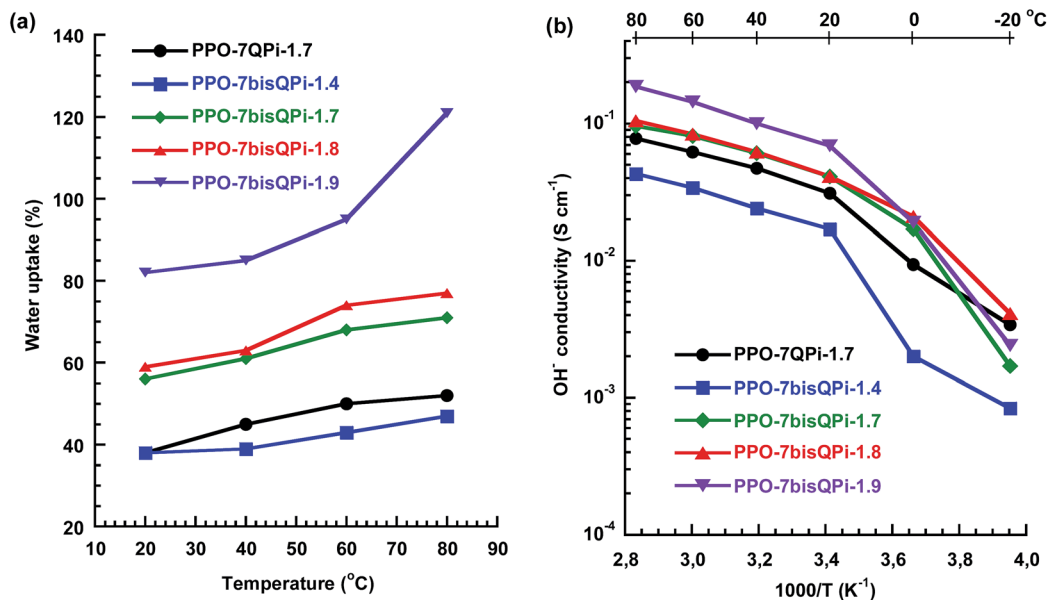 (a)
140
120
100
80
60
40
20
10 20 30 40 50 60 70 80 90
Water uptake (%)
Temperature (°C)
PPO-7QPi-1.7
PPO-7bisQPi-1.4
PPO-7bisQPi-1.7
PPO-7bisQPi-1.8
PPO-7bisQPi-1.9
(b)
80 60 40 20 0 -20 °C
10⁻¹
10⁻²
10⁻³
10⁻⁴
2,8 3,0 3,2 3,4 3,6 3,8 4,0
OH⁻ conductivity (S cm⁻¹)
1000/T (K⁻¹)
PPO-7QPi-1.7
PPO-7bisQPi-1.4
PPO-7bisQPi-1.7
PPO-7bisQPi-1.8
PPO-7bisQPi-1.9